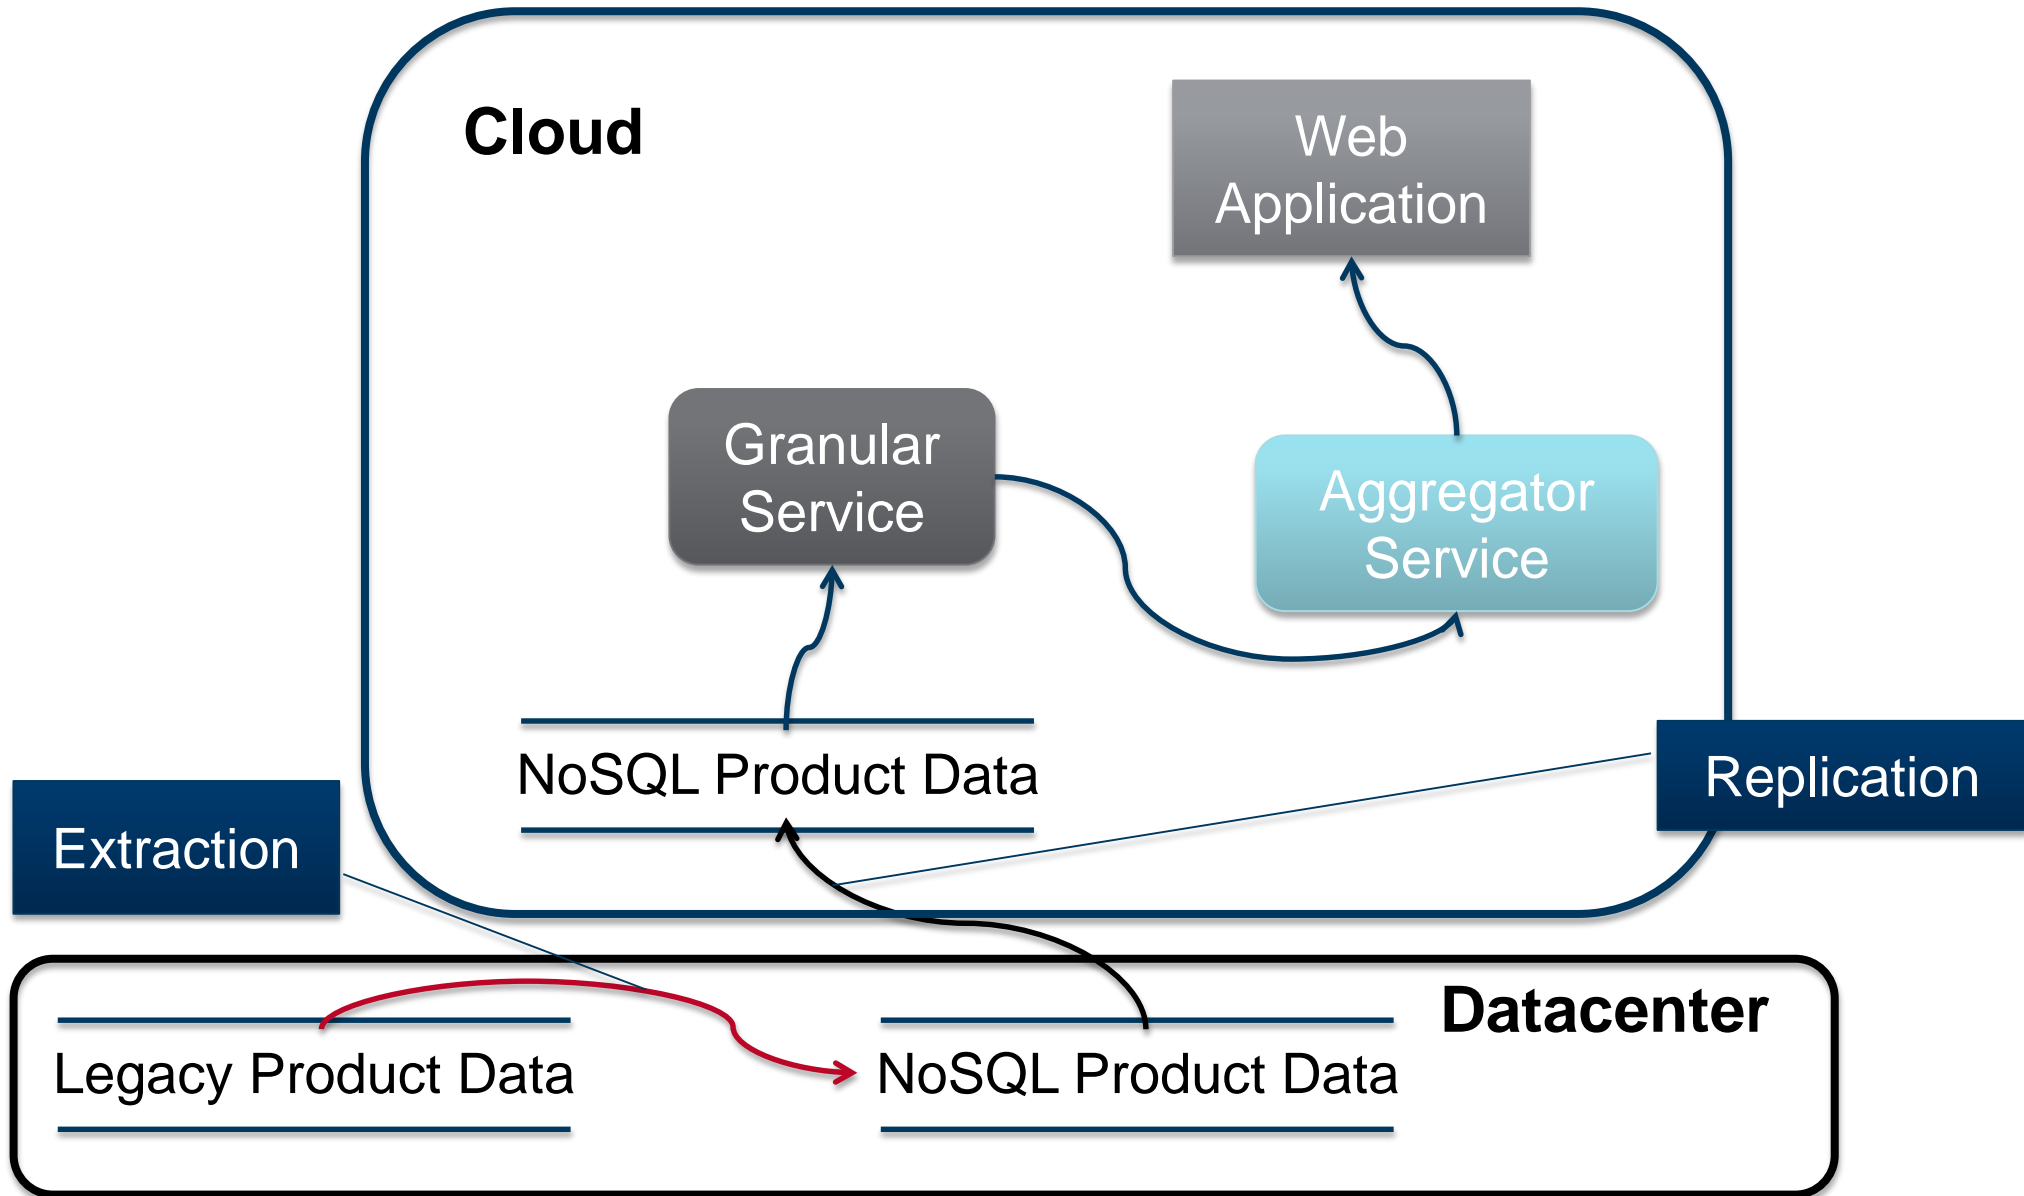 Cloud
Web
Application
Granular
Service
Aggregator
Service
NoSQL Product Data
Replication
Extraction
Datacenter
Legacy Product Data
NoSQL Product Data